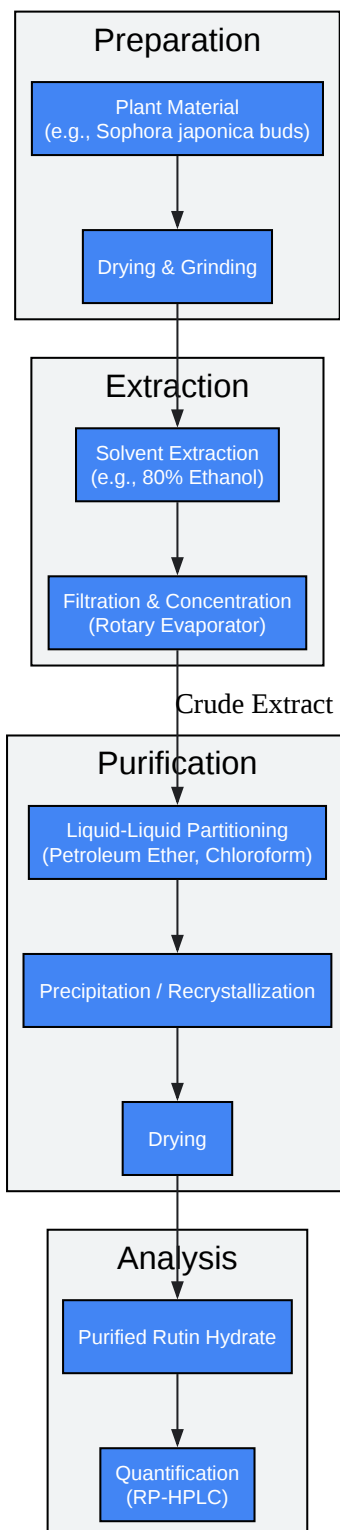 Preparation
Plant Material
(e.g., Sophora japonica buds)
Drying & Grinding
Extraction
Solvent Extraction
(e.g., 80% Ethanol)
Filtration & Concentration
(Rotary Evaporator)
Crude Extract
Purification
Liquid-Liquid Partitioning
(Petroleum Ether, Chloroform)
Precipitation / Recrystallization
Drying
Analysis
Purified Rutin Hydrate
Quantification
(RP-HPLC)